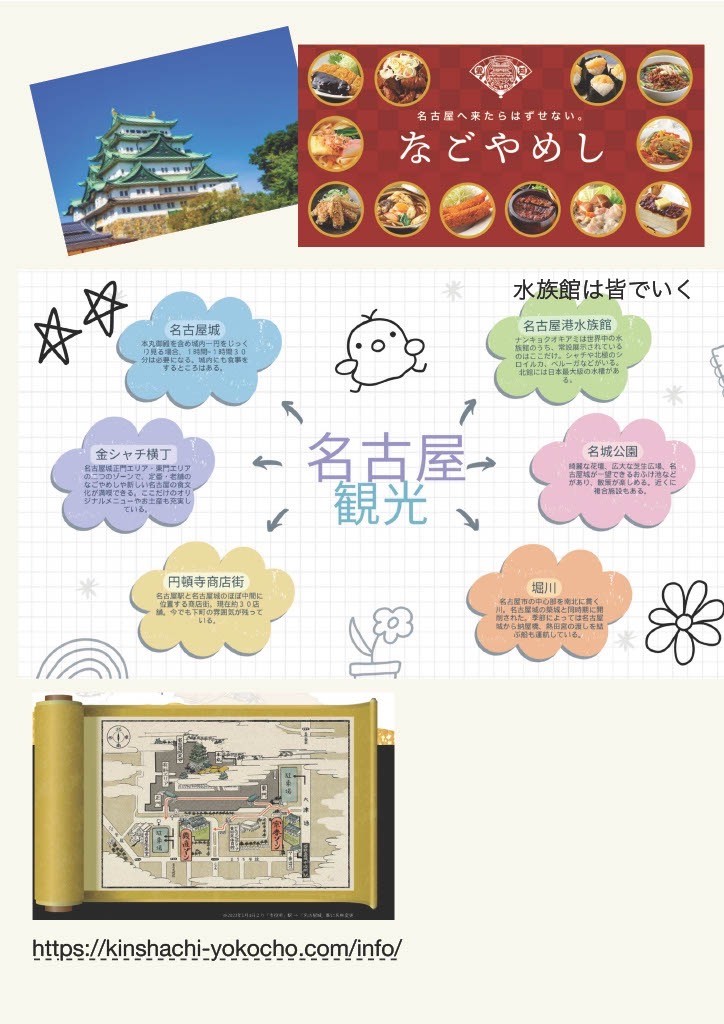 名古屋へ来たらはずせない。
なごやめし
水族館は皆でいく
名古屋城
本丸御殿を含め城内一円をじっく
り見る場合、1時間~1時間30
分は必要になる。城内にも食事を
するところはある。
名古屋港水族館
ナンキョクオキアミは世界中の水
族館のうち、常設展示されている
のはここだけ。シャチや北極のシ
ロイルカ、ベルーガなどがいる。
北館には日本最大級の水槽があ
る。
金シャチ横丁
名古屋城正門エリア・東門エリア
の二つのゾーンで、定番・老舗の
なごやめしや新しい名古屋の食文
化が満喫できる。ここだけのオリ
ジナルメニューやお土産も充実し
ている。
名古屋
観光
名城公園
綺麗な花壇、広大な芝生広場、名
古屋城が一望できるおふけ池など
があり、散策が楽しめる。近くに
複合施設もある。
円頓寺商店街
名古屋駅と名古屋城のほぼ中間に
位置する商店街。現在約30店
舗。今でも下町の雰囲気が残って
いる。
堀川
名古屋市の中心部を南北に貫く
川。名古屋城の築城と同時期に開
削された。季節によっては名古屋
城から納屋橋、熱田宮の渡しを結
ぶ船も運航している。
駐車場
大津通
駐車場
義直ゾーン
宗春ゾーン
https://kinshachi-yokocho.com/info/